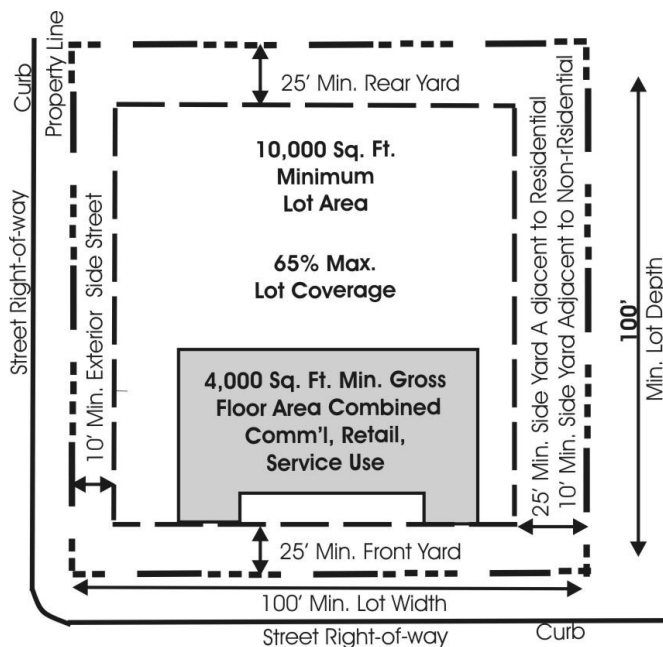 Curb
Property Line
25' Min. Rear Yard
10,000 Sq. Ft.
Minimum
Lot Area
65% Max.
Lot Coverage
Street Right-of-way
10' Min. Exterior Side Street
4,000 Sq. Ft. Min. Gross
Floor Area Combined
Comm'l, Retail,
Service Use
25' Min. Side Yard A djacent to Residential
10' Min. Side Yard Adjacent to Non-rRsidential
100'
Min. Lot Depth
25' Min. Front Yard
100' Min. Lot Width
Street Right-of-way
Curb